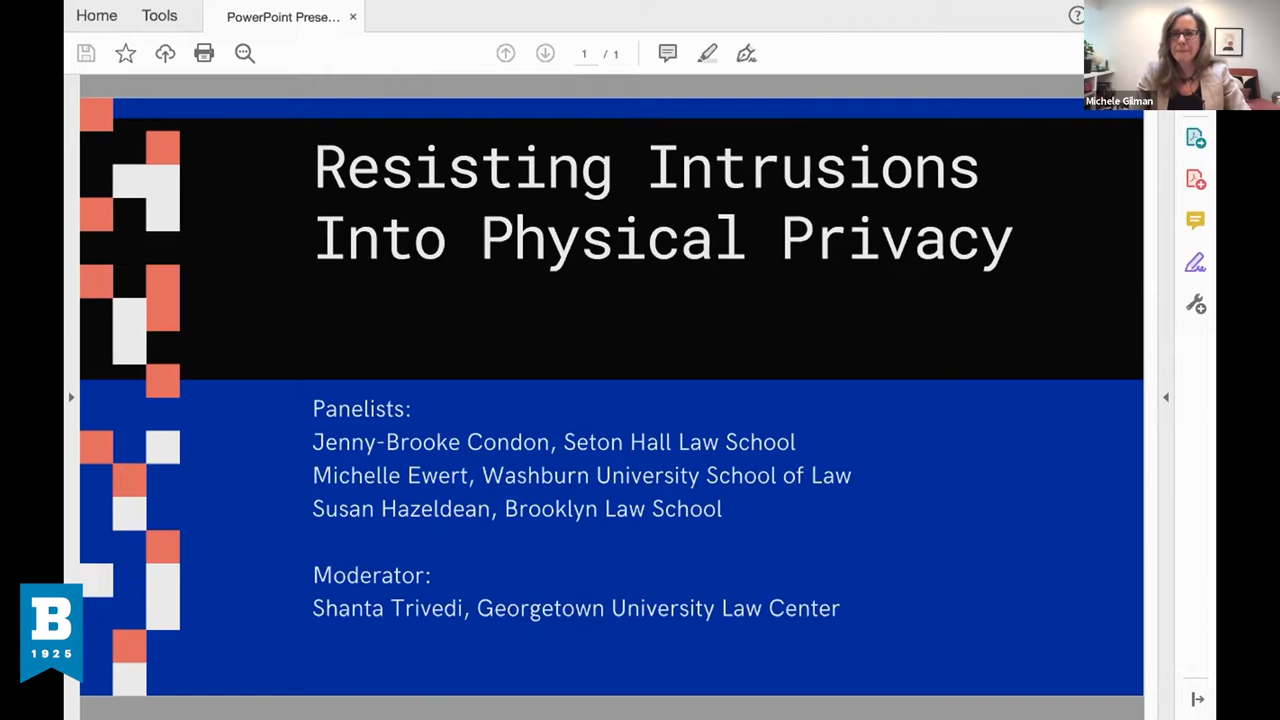 Home
Tools
PowerPoint Prese...
1 / 1
Michele Gilman
Resisting Intrusions
Into Physical Privacy
Panelists:
Jenny-Brooke Condon, Seton Hall Law School
Michelle Ewert, Washburn University School of Law
Susan Hazeldean, Brooklyn Law School
Moderator:
Shanta Trivedi, Georgetown University Law Center
B
1925